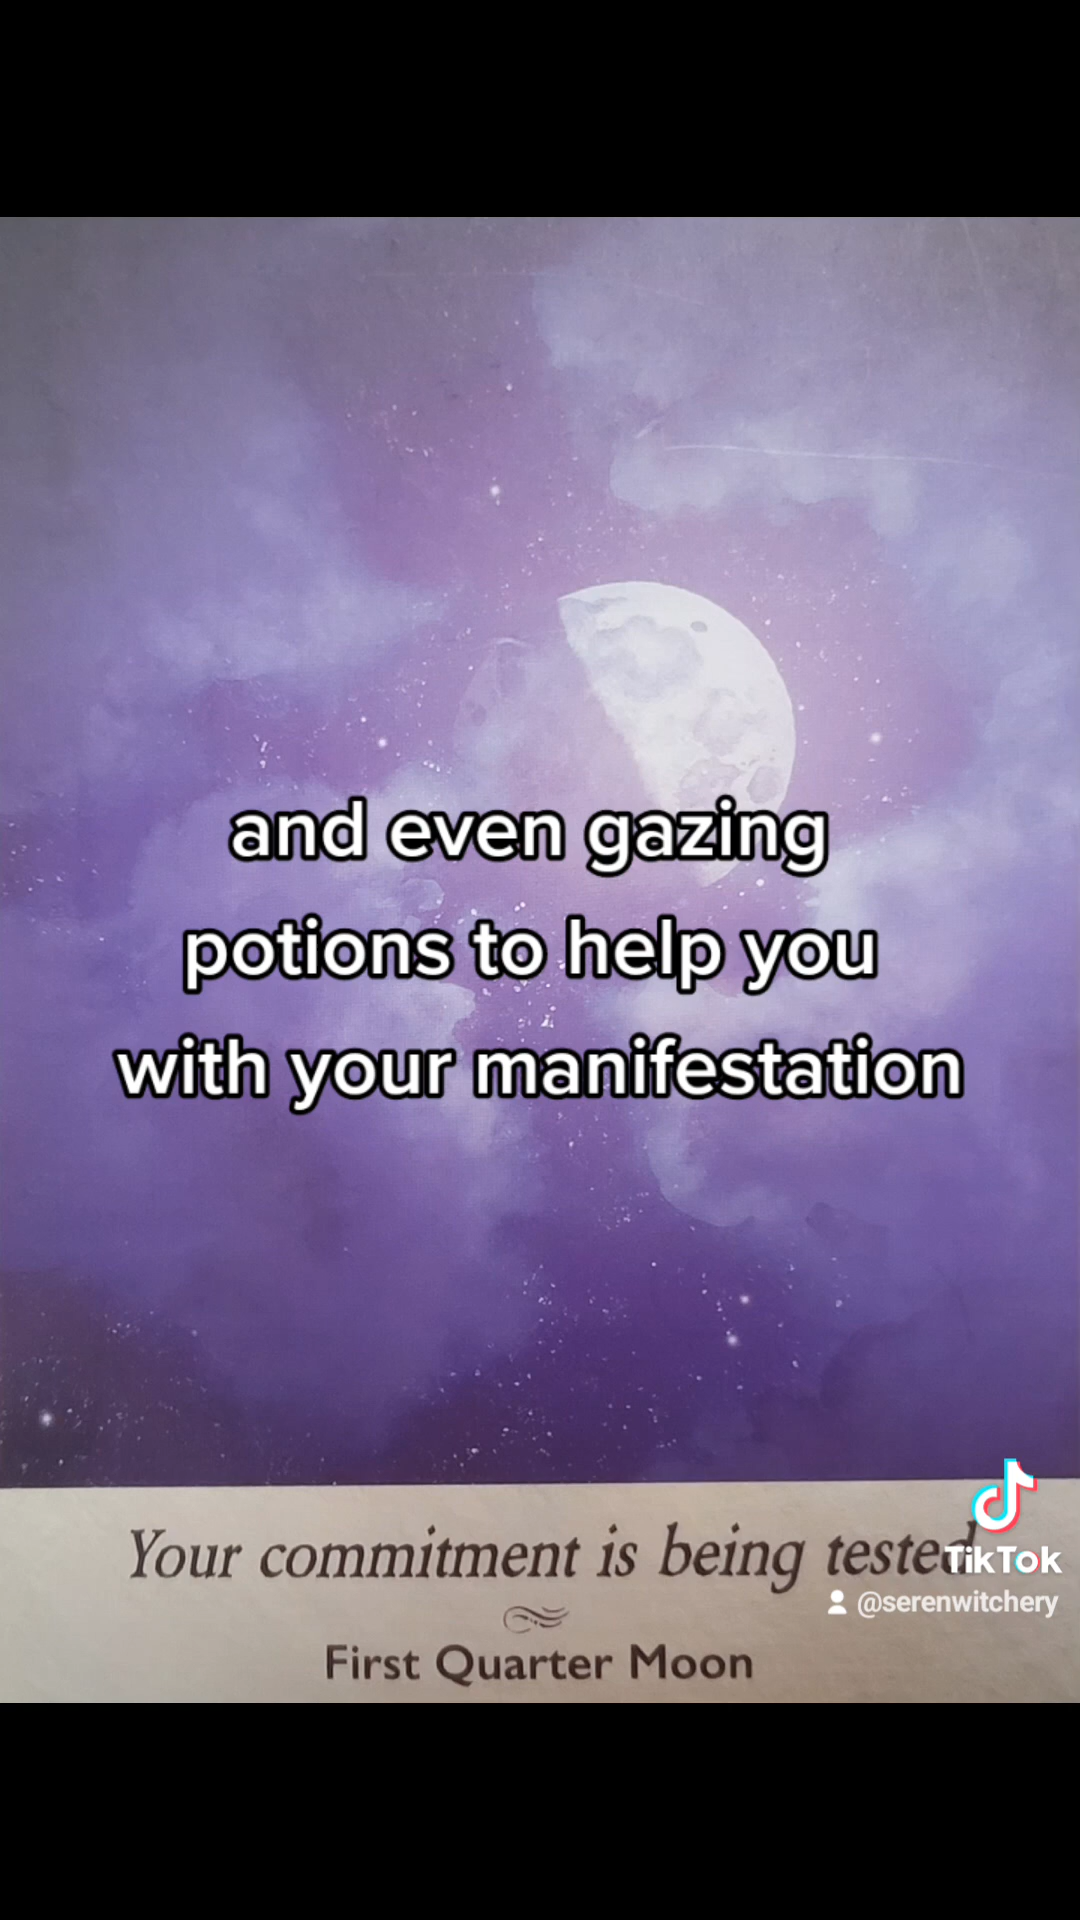 and even gazing
potions to help you
with your manifestation
Your commitment is being tested
TikTok
@serenwitchery
First Quarter Moon